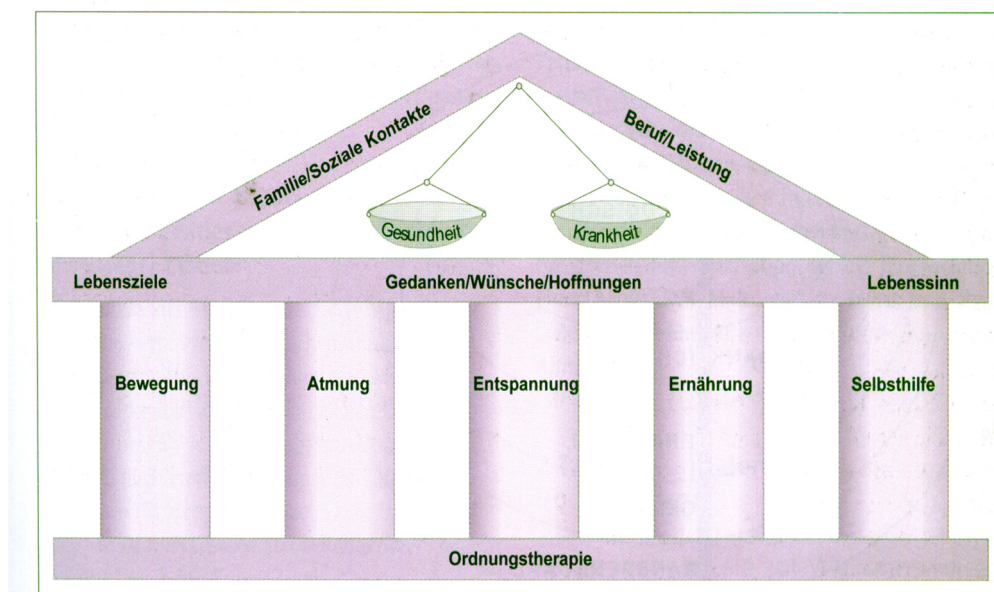 Familie/Soziale Kontakte
Beruf/Leistung
Gesundheit
Krankheit
Lebensziele
Gedanken/Wünsche/Hoffnungen
Lebenssinn
Bewegung
Atmung
Entspannung
Ernährung
Selbsthilfe
Ordnungstherapie